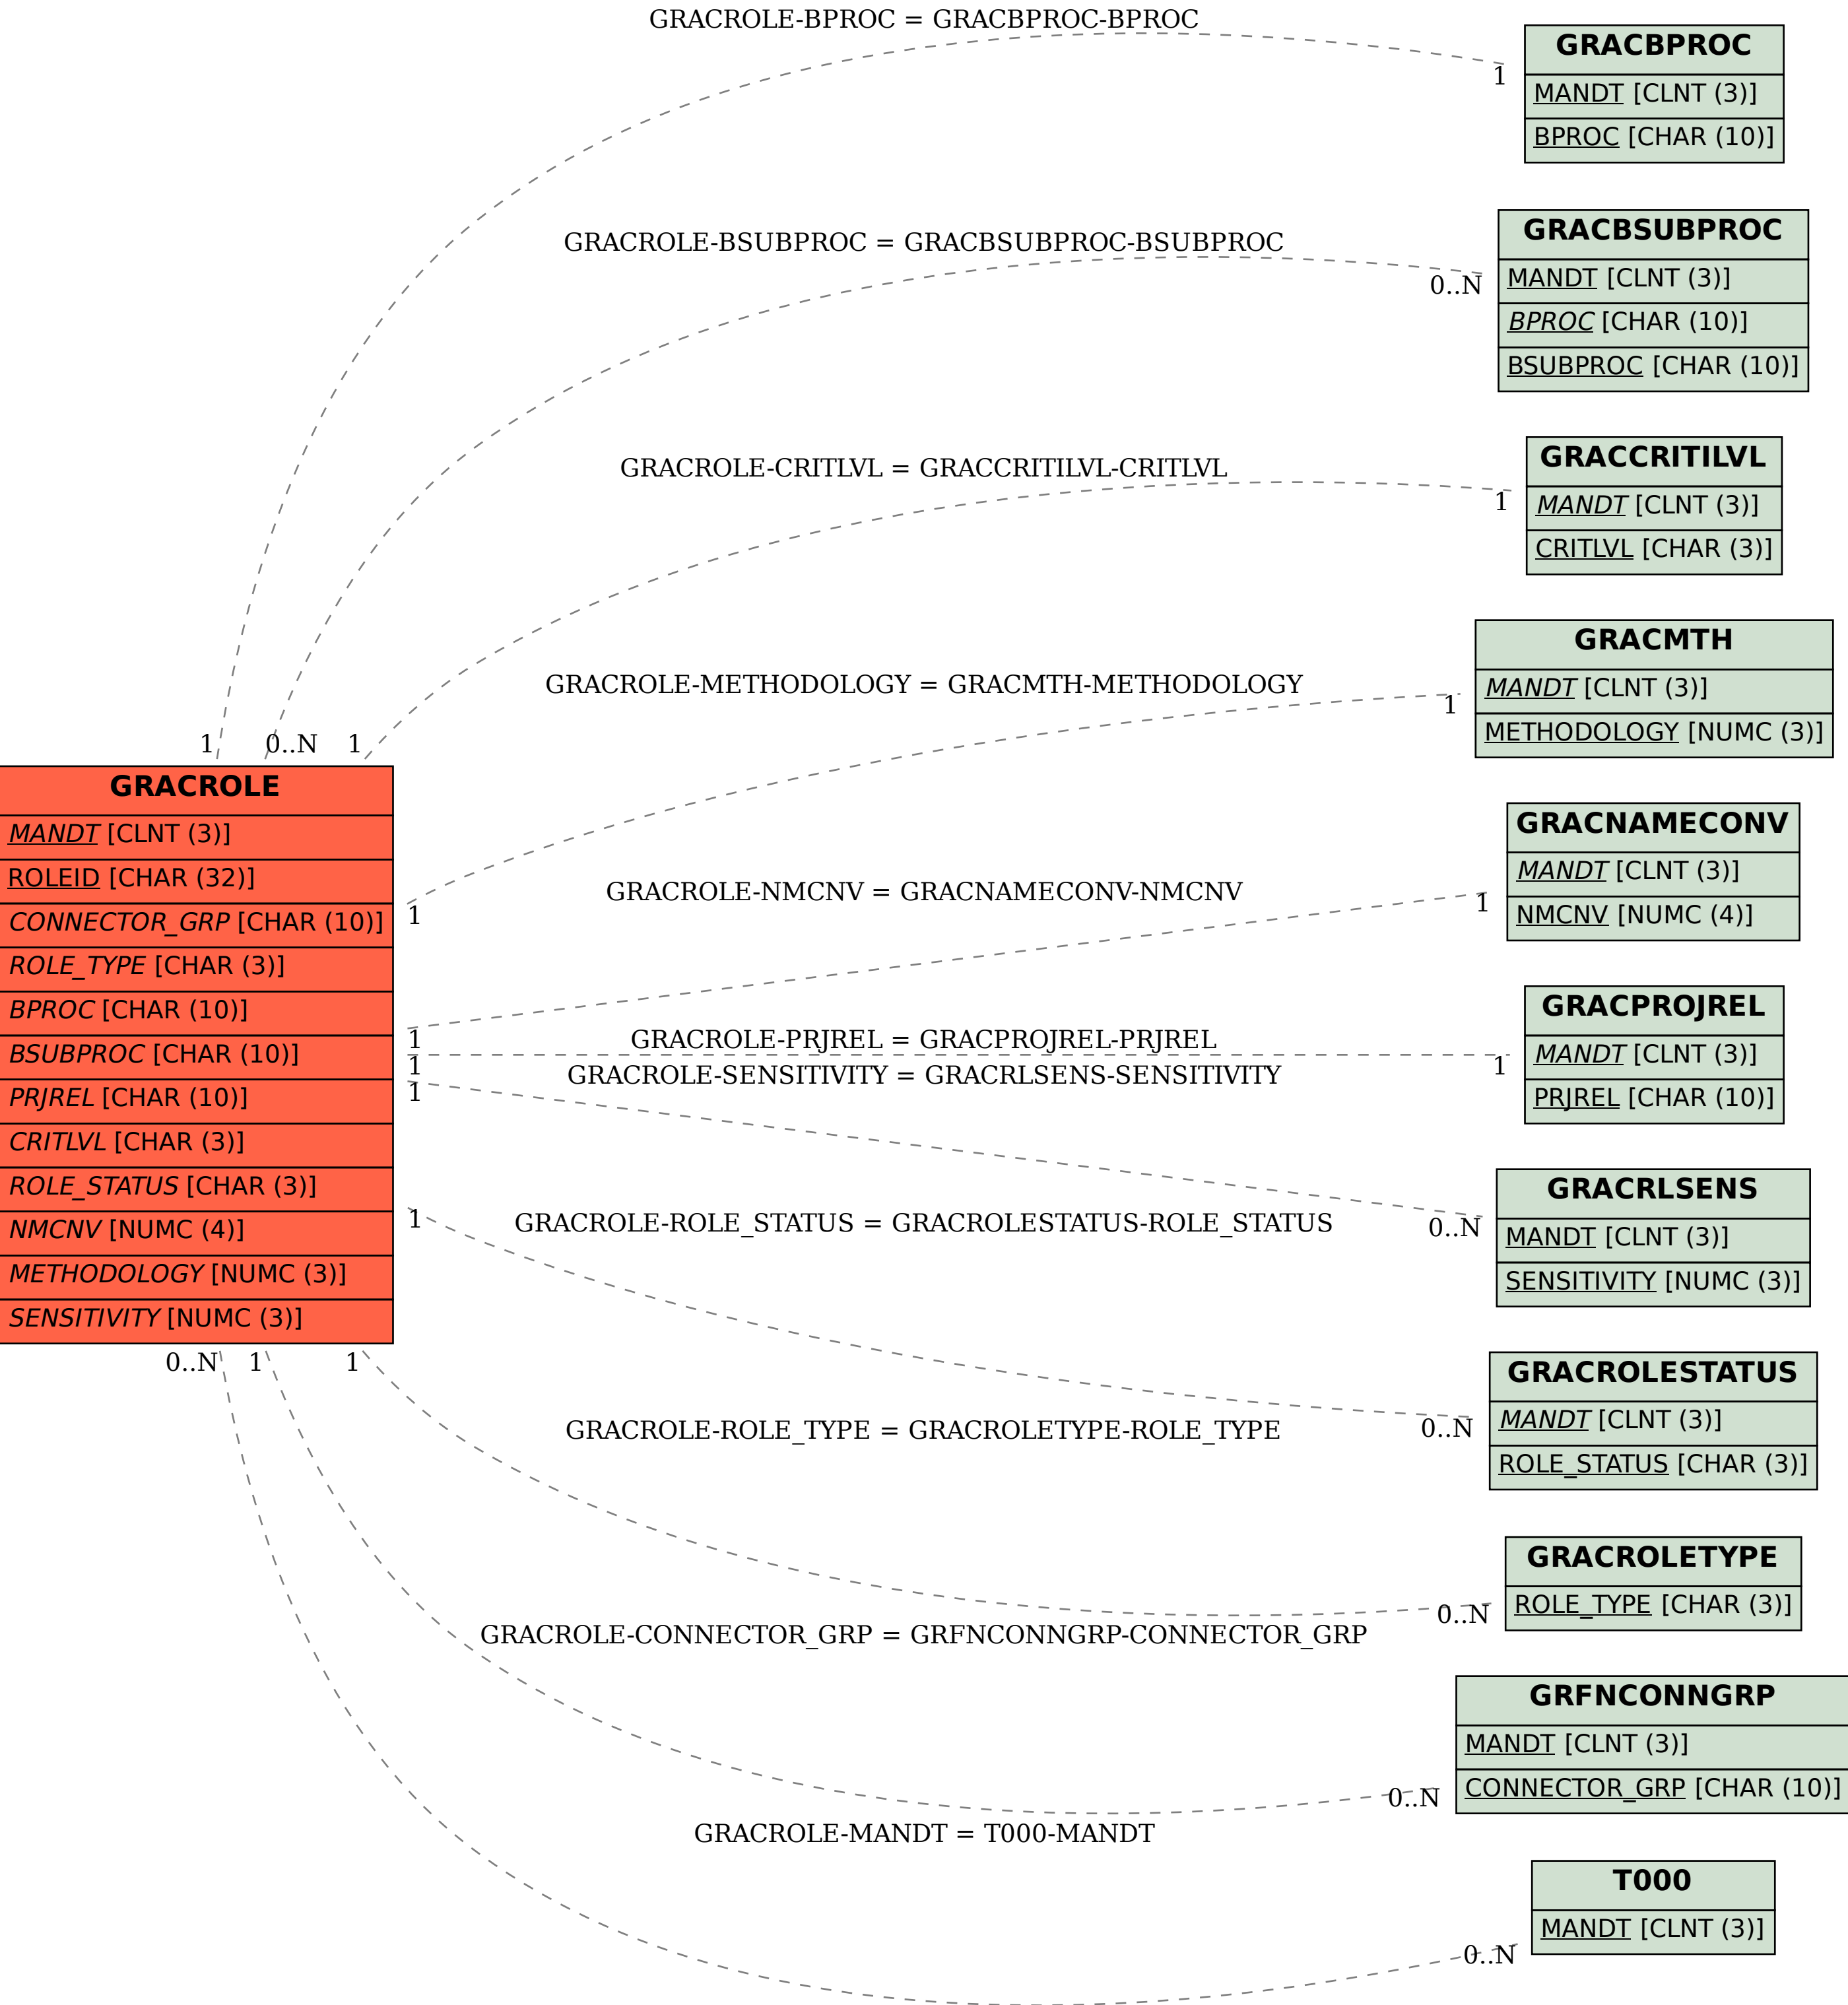 GRACROLE-BPROC = GRACBPROC-BPROC
1
GRACBPROC
MANDT [CLNT (3)]
BPROC [CHAR (10)]
GRACROLE-BSUBPROC = GRACBSUBPROC-BSUBPROC
0..N
GRACBSUBPROC
MANDT [CLNT (3)]
BPROC [CHAR (10)]
BSUBPROC [CHAR (10)]
GRACROLE-CRITLVL = GRACCRITILVL-CRITLVL
1
GRACCRITILVL
MANDT [CLNT (3)]
CRITLVL [CHAR (3)]
GRACROLE-METHODOLOGY = GRACMTH-METHODOLOGY
1
GRACMTH
MANDT [CLNT (3)]
METHODOLOGY [NUMC (3)]
1
0..N
1
GRACROLE
MANDT [CLNT (3)]
ROLEID [CHAR (32)]
CONNECTOR_GRP [CHAR (10)]
ROLE_TYPE [CHAR (3)]
BPROC [CHAR (10)]
BSUBPROC [CHAR (10)]
PRJREL [CHAR (10)]
CRITLVL [CHAR (3)]
ROLE_STATUS [CHAR (3)]
NMCNV [NUMC (4)]
METHODOLOGY [NUMC (3)]
SENSITIVITY [NUMC (3)]
1
1
1
1
1
0..N
1
1
GRACROLE-NMCNV = GRACNAMECONV-NMCNV
1
GRACNAMECONV
MANDT [CLNT (3)]
NMCNV [NUMC (4)]
GRACROLE-PRJREL = GRACPROJREL-PRJREL
1
GRACPROJREL
MANDT [CLNT (3)]
PRJREL [CHAR (10)]
GRACROLE-SENSITIVITY = GRACRLSENS-SENSITIVITY
0..N
GRACRLSENS
MANDT [CLNT (3)]
SENSITIVITY [NUMC (3)]
GRACROLE-ROLE_STATUS = GRACROLESTATUS-ROLE_STATUS
0..N
GRACROLESTATUS
MANDT [CLNT (3)]
ROLE_STATUS [CHAR (3)]
GRACROLE-ROLE_TYPE = GRACROLETYPE-ROLE_TYPE
0..N
GRACROLETYPE
ROLE_TYPE [CHAR (3)]
GRACROLE-CONNECTOR_GRP = GRFNCONNGRP-CONNECTOR_GRP
0..N
GRFNCONNGRP
MANDT [CLNT (3)]
CONNECTOR_GRP [CHAR (10)]
GRACROLE-MANDT = T000-MANDT
0..N
T000
MANDT [CLNT (3)]